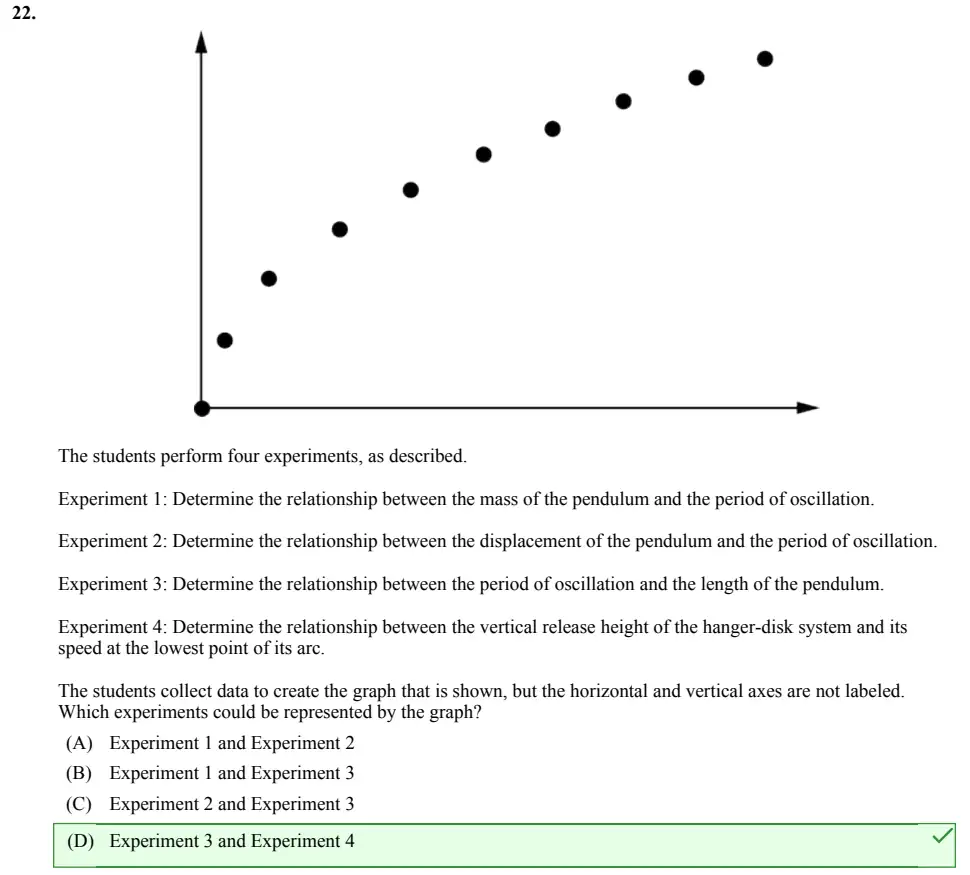 22.
The students perform four experiments, as described.
Experiment 1: Determine the relationship between the mass of the pendulum and the period of oscillation.
Experiment 2: Determine the relationship between the displacement of the pendulum and the period of oscillation.
Experiment 3: Determine the relationship between the period of oscillation and the length of the pendulum.
Experiment 4: Determine the relationship between the vertical release height of the hanger-disk system and its
speed at the lowest point of its arc.
The students collect data to create the graph that is shown, but the horizontal and vertical axes are not labeled.
Which experiments could be represented by the graph?
(A) Experiment 1 and Experiment 2
(B) Experiment 1 and Experiment 3
(C) Experiment 2 and Experiment 3
(D) Experiment 3 and Experiment 4